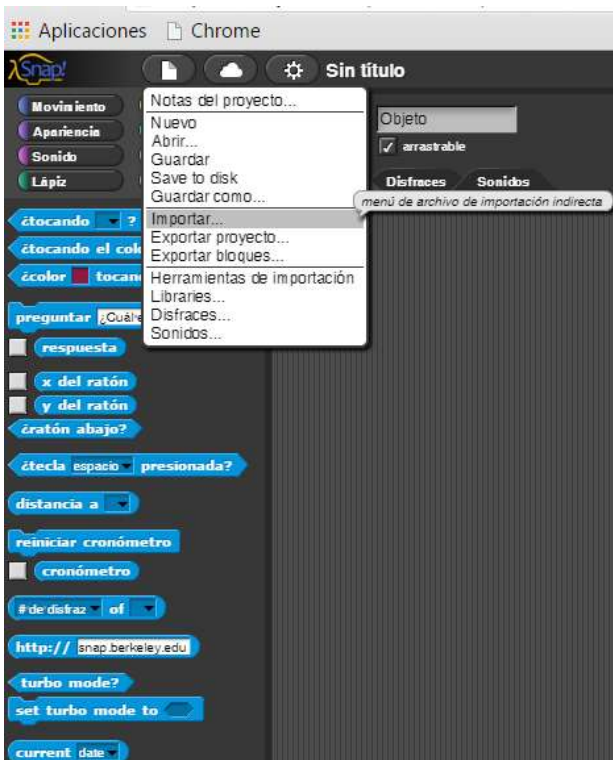 Aplicaciones Chrome
Snap! Sin título
Movimiento
Apariencia
Sonido
Lápiz
Notas del proyecto...
Nuevo
Abrir...
Guardar
Save to disk
Guardar como...
Importar...
Exportar proyecto...
Exportar bloques...
Herramientas de importación
Libraries...
Disfraces...
Sonidos...
Objeto
arrastrable
Disfraces Sonidos
menú de archivo de importación indirecta
¿tocando ?
¿tocando el colo
¿color tocan
preguntar ¿Cuál
respuesta
x del ratón
y del ratón
¿ratón abajo?
¿tecla espacio presionada?
distancia a
reiniciar cronómetro
cronómetro
# de disfraz of
http:// snap.berkeley.edu
turbo mode?
set turbo mode to
current date